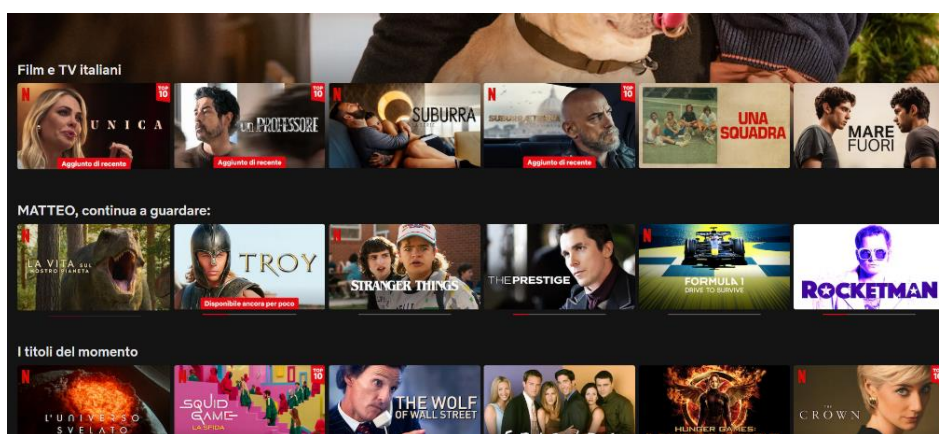 Film e TV italiani
N
TOP
10
UNICA
Aggiunto di recente
TOP
10
UN PROFESSORE
Aggiunto di recente
N
SUBURRA
N
TOP
10
Aggiunto di recente
UNA
SQUADRA
MARE
FUORI
MATTEO, continua a guardare:
N
LA VITA SUL
NOSTRO PIANETA
TROY
Disponibile ancora per poco
N
STRANGER THINGS
THE PRESTIGE
N
FORMULA 1
DRIVE TO SURVIVE
ROCKETMAN
I titoli del momento
N
L'UNIVERSO
SVELATO
N
TOP
10
SQUID
GAME
LA SFIDA
THE WOLF
OF WALL STREET
HUNGER GAMES:
N
THE
CROWN